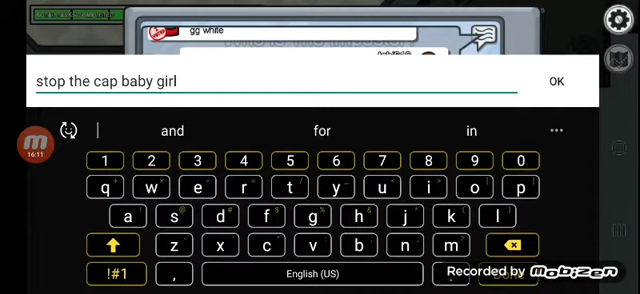 gg white
stop the cap baby girl
OK
16:11
and for in
1 2 3 4 5 6 7 8 9 0
q w e r t y u i o p
a s d f g h j k l
z x c v b n m
!#1 , English (US)
Recorded by mobizen